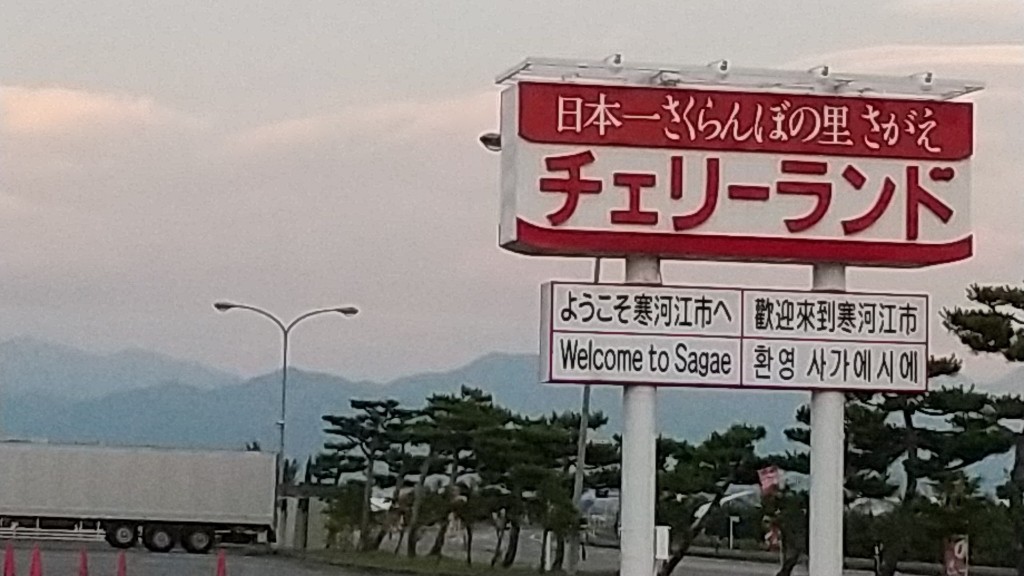 日本一さくらんぼの里 さがえ
チェリーランド
ようこそ寒河江市へ
歡迎來到寒河江市
Welcome to Sagae
환영 사가에시에